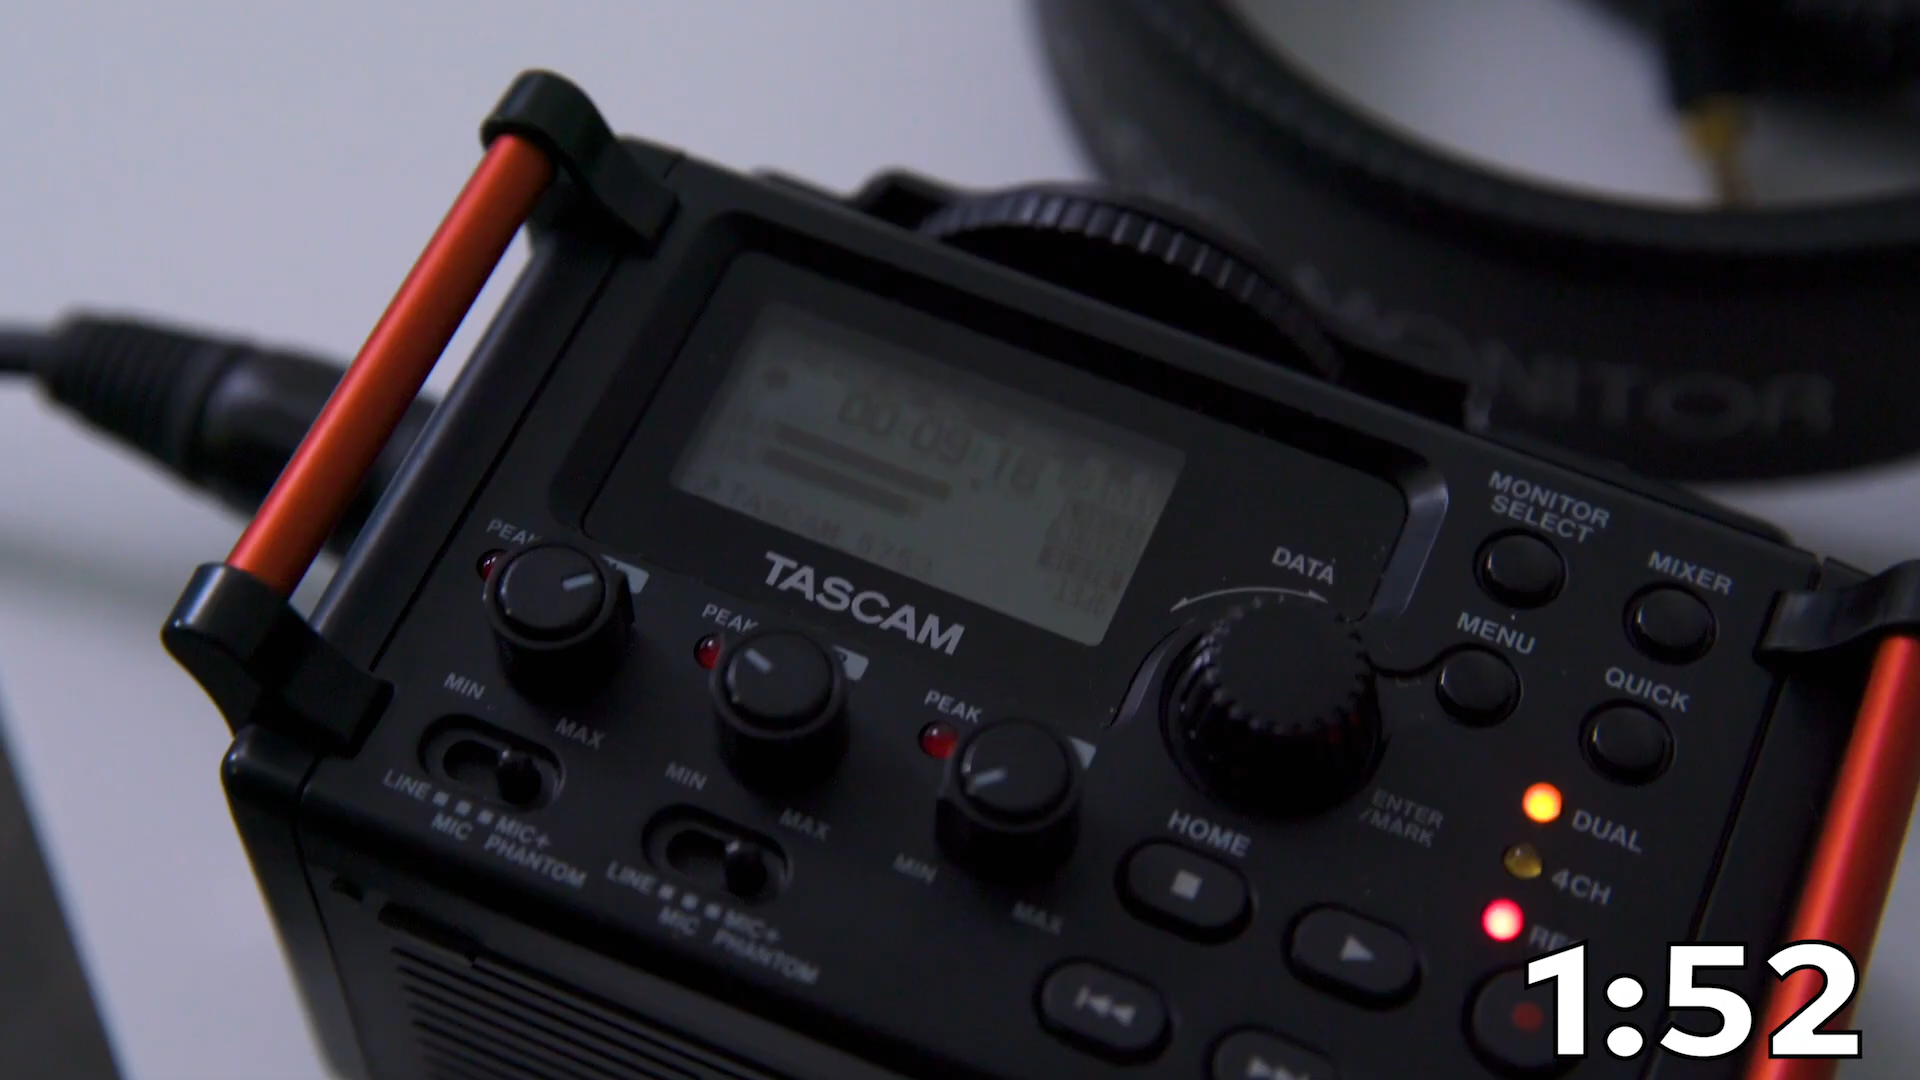 MONITOR
MONITOR
SELECT
MIXER
DATA
MENU
QUICK
TASCAM
PEAK
PEAK
PEAK
MIN
MAX
MIN
MAX
MIN
MAX
LINE
MIC
MIC+
PHANTOM
LINE
MIC
MIC+
PHANTOM
HOME
ENTER
/MARK
DUAL
4CH
1:52